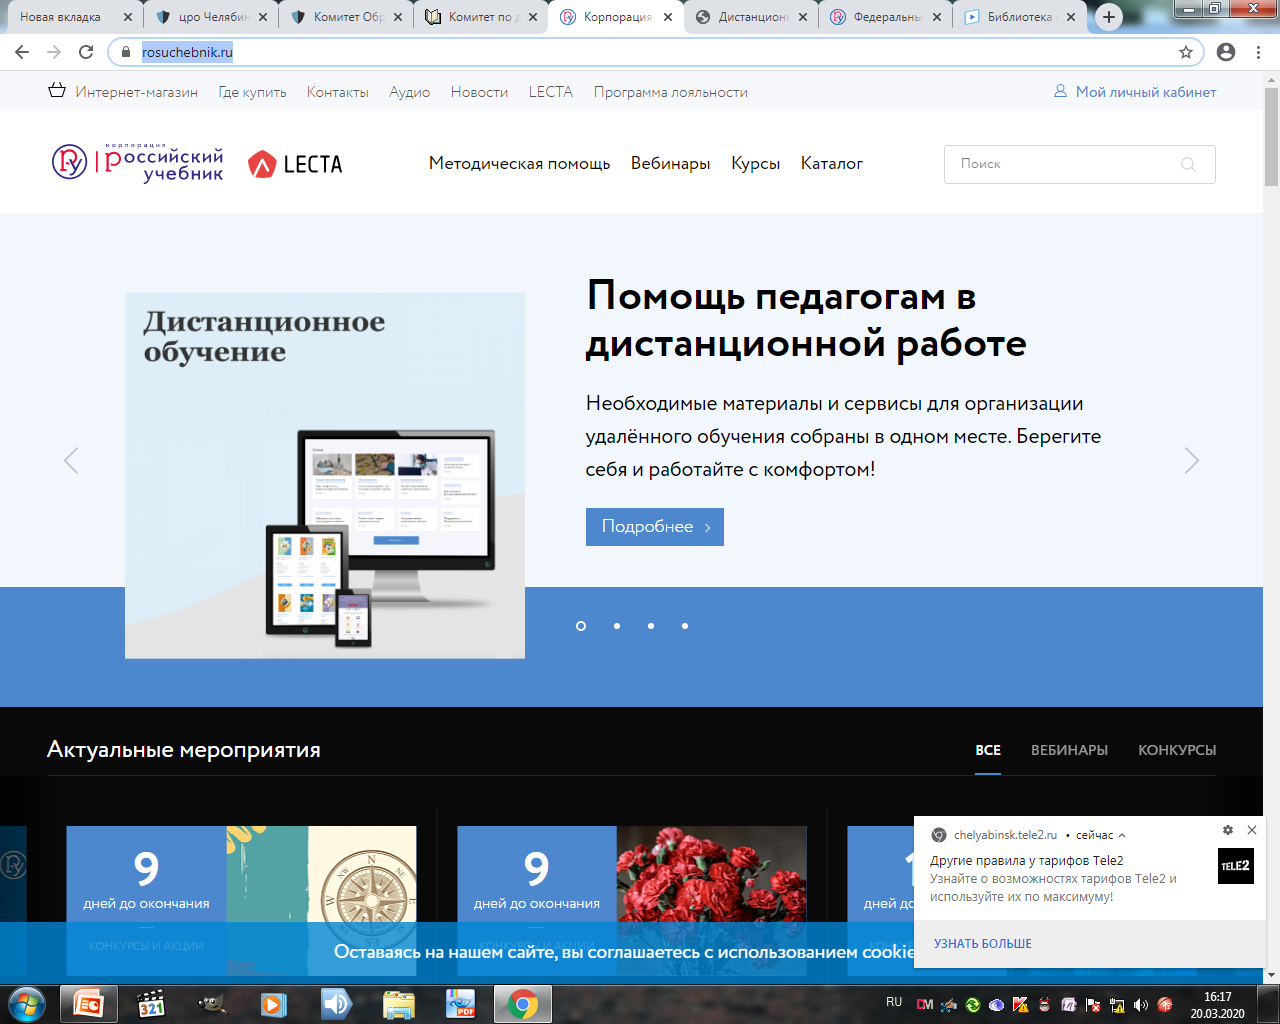 Новая вкладка
цро Челябин
Комитет Обр
Комитет по д
Корпорация
Дистанцион
Федеральны
Библиотека
rosuchebnik.ru
Интернет-магазин Где купить Контакты Аудио Новости LECTA Программа лояльности Мой личный кабинет
корпорация
Российский
учебник
LECTA
Методическая помощь Вебинары Курсы Каталог
Поиск
Дистанционное
обучение
Помощь педагогам в
дистанционной работе
Необходимые материалы и сервисы для организации
удалённого обучения собраны в одном месте. Берегите
себя и работайте с комфортом!
Подробнее
Актуальные мероприятия
ВСЕ ВЕБИНАРЫ КОНКУРСЫ
9
дней до окончания
КОНКУРСЫ И АКЦИИ
9
дней до окончания
дней до
Оставаясь на нашем сайте, вы соглашаетесь с использованием cookie
chelyabinsk.tele2.ru • сейчас
Другие правила у тарифов Tele2
Узнайте о возможностях тарифов Tele2 и
используйте их по максимуму!
TELE2
УЗНАТЬ БОЛЬШЕ
321
PDF
RU
16:17
20.03.2020